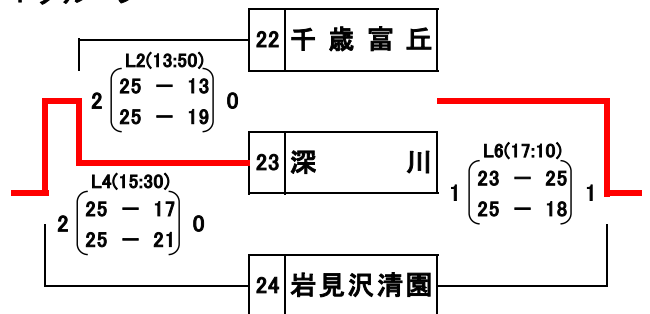 22 千歳富丘
L2(13:50)
2 25 － 13 0
25 － 19
23 深川
L6(17:10)
1 23 － 25 1
25 － 18
L4(15:30)
2 25 － 17 0
25 － 21
24 岩見沢清園